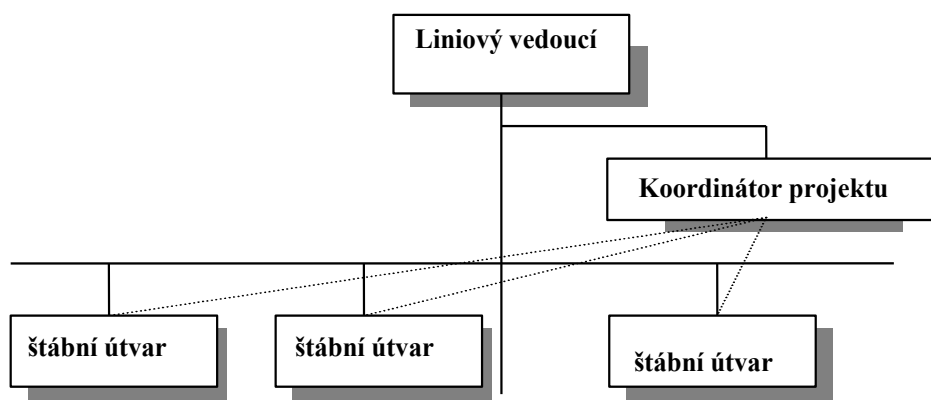 Liniový vedoucí
Koordinátor projektu
štábní útvar
štábní útvar
štábní útvar